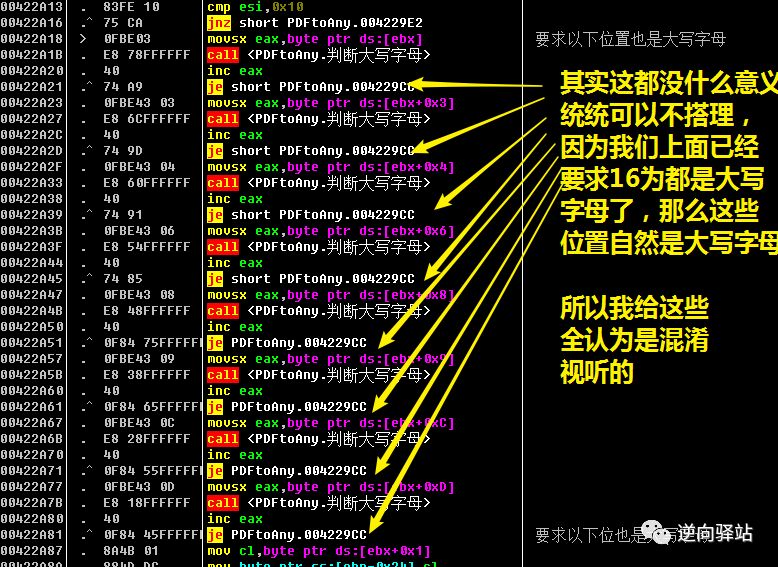 00422A13 . 83FE 10 cmp esi,0x10
00422A16 .^ 75 CA jnz short PDFtoAny.004229E2
00422A18 > 0FBE03 movsx eax,byte ptr ds:[ebx] 要求以下位置也是大写字母
00422A1B . E8 78FFFFFF call <PDFtoAny.判断大写字母>
00422A20 . 40 inc eax
00422A21 .^ 74 A9 je short PDFtoAny.004229CC
00422A23 . 0FBE43 03 movsx eax,byte ptr ds:[ebx+0x3]
00422A27 . E8 6CFFFFFF call <PDFtoAny.判断大写字母>
00422A2C . 40 inc eax
00422A2D .^ 74 9D je short PDFtoAny.004229CC
00422A2F . 0FBE43 04 movsx eax,byte ptr ds:[ebx+0x4]
00422A33 . E8 60FFFFFF call <PDFtoAny.判断大写字母>
00422A38 . 40 inc eax
00422A39 .^ 74 91 je short PDFtoAny.004229CC
00422A3B . 0FBE43 06 movsx eax,byte ptr ds:[ebx+0x6]
00422A3F . E8 54FFFFFF call <PDFtoAny.判断大写字母>
00422A44 . 40 inc eax
00422A45 .^ 74 85 je short PDFtoAny.004229CC
00422A47 . 0FBE43 08 movsx eax,byte ptr ds:[ebx+0x8]
00422A4B . E8 48FFFFFF call <PDFtoAny.判断大写字母>
00422A50 . 40 inc eax
00422A51 .^ 0F84 75FFFFFF je PDFtoAny.004229CC
00422A57 . 0FBE43 09 movsx eax,byte ptr ds:[ebx+0x9]
00422A5B . E8 38FFFFFF call <PDFtoAny.判断大写字母>
00422A60 . 40 inc eax
00422A61 .^ 0F84 65FFFFFF je PDFtoAny.004229CC
00422A67 . 0FBE43 0C movsx eax,byte ptr ds:[ebx+0xC]
00422A6B . E8 28FFFFFF call <PDFtoAny.判断大写字母>
00422A70 . 40 inc eax
00422A71 .^ 0F84 55FFFFFF je PDFtoAny.004229CC
00422A77 . 0FBE43 0D movsx eax,byte ptr ds:[ebx+0xD]
00422A7B . E8 18FFFFFF call <PDFtoAny.判断大写字母>
00422A80 . 40 inc eax
00422A81 .^ 0F84 45FFFFFF je PDFtoAny.004229CC 要求以下位也是
00422A87 . 8A4B 01 mov cl,byte ptr ds:[ebx+0x1]
其实这都没什么意义
统统可以不搭理，
因为我们上面已经
要求16为都是大写
字母了，那么这些
位置自然是大写字母
所以我给这些
全认为是混淆
视听的
逆向驿站